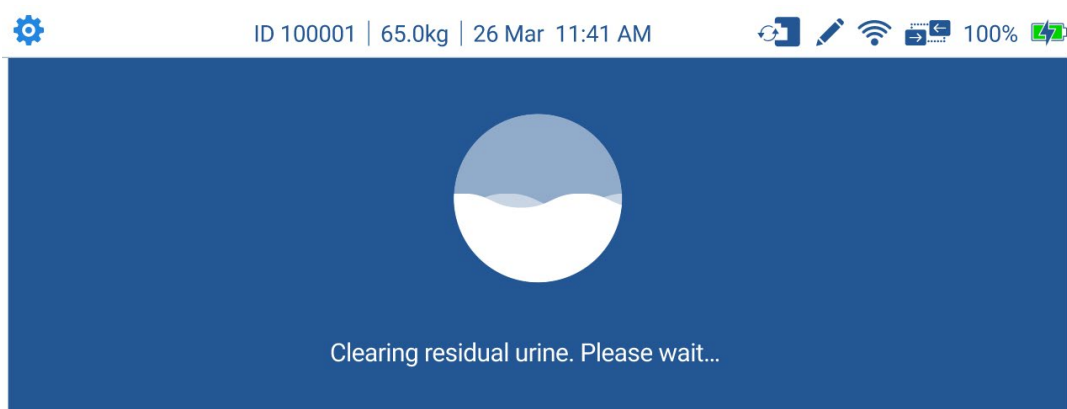 ID 100001 | 65.0kg | 26 Mar 11:41 AM 100%
Clearing residual urine. Please wait...